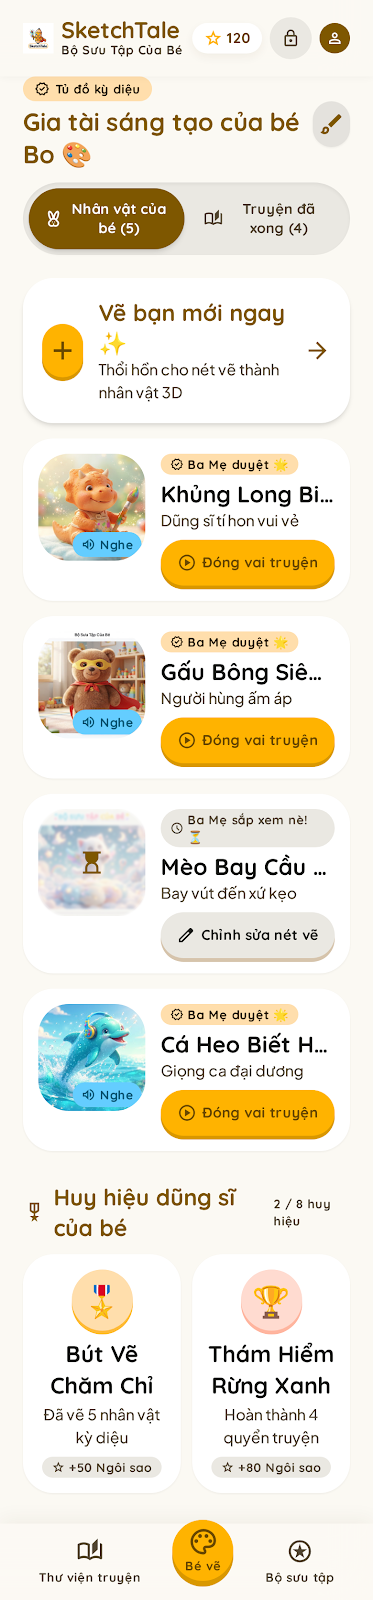 SketchTale
Bộ Sưu Tập Của Bé
120
Tủ đồ kỳ diệu
Gia tài sáng tạo của bé
Bo 🎨
Nhân vật của
bé (5)
Truyện đã
xong (4)
Vẽ bạn mới ngay
✨
Thổi hồn cho nét vẽ thành
nhân vật 3D
Ba Mẹ duyệt 🌟
Khủng Long Bi...
Dũng sĩ tí hon vui vẻ
Nghe
Đóng vai truyện
Bộ Sưu Tập Của Bé
Ba Mẹ duyệt 🌟
Gấu Bông Siê...
Người hùng ấm áp
Nghe
Đóng vai truyện
Ba Mẹ sắp xem nè!
⏳
Mèo Bay Cầu ...
Bay vút đến xứ kẹo
Chỉnh sửa nét vẽ
Ba Mẹ duyệt 🌟
Cá Heo Biết H...
Giọng ca đại dương
Nghe
Đóng vai truyện
Huy hiệu dũng sĩ
của bé
2 / 8 huy
hiệu
Bút Vẽ
Chăm Chỉ
Đã vẽ 5 nhân vật
kỳ diệu
+50 Ngôi sao
Thám Hiểm
Rừng Xanh
Hoàn thành 4
quyển truyện
+80 Ngôi sao
Thư viện truyện
Bé vẽ
Bộ sưu tập